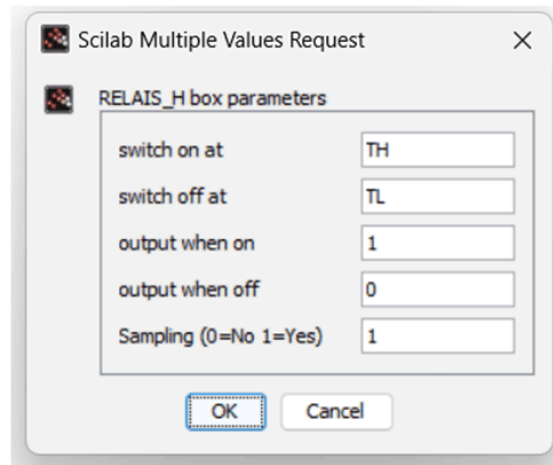 Scilab Multiple Values Request
RELAIS_H box parameters
switch on at TH
switch off at TL
output when on 1
output when off 0
Sampling (0=No 1=Yes) 1
OK Cancel